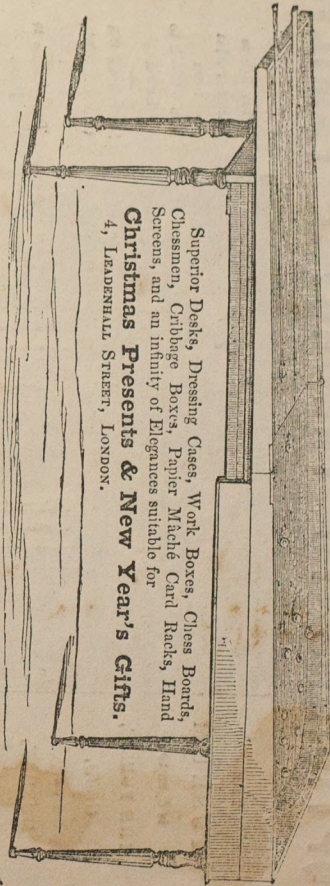 Superior Desks, Dressing Cases, Work Boxes, Chess Boards,
Chessmen, Cribbage Boxes, Papier Mâché Card Racks, Hand
Screens, and an infinity of Elegances suitable for
Christmas Presents & New Year's Gifts.
4, LEADENHALL STREET, LONDON.